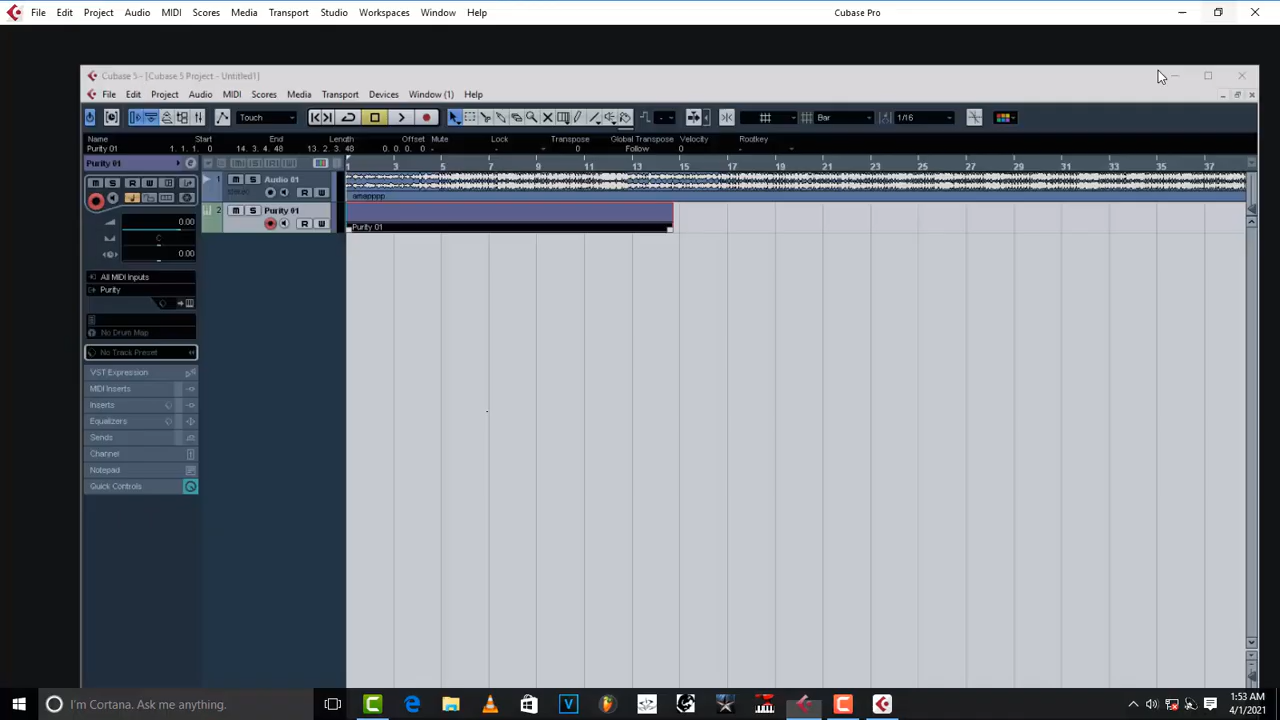 File Edit Project Audio MIDI Scores Media Transport Studio Workspaces Window Help Cubase Pro
Cubase 5 - [Cubase 5 Project - Untitled1]
File Edit Project Audio MIDI Scores Media Transport Devices Window (1) Help
Touch Bar 1/16
Name Start End Length Offset Mute Lock Transpose Global Transpose Velocity Rootkey
Purity 01 1. 1. 1. 0 14. 3. 4. 48 13. 2. 3. 48 0. 0. 0. 0 - - 0 Follow 0 -
Purity 01 1 3 5 7 9 11 13 15 17 19 21 23 25 27 29 31 33 35 37
M S R W 1 M S Audio 01
stereo R W
amapppp
0.00 2 M S Purity 01
R W Purity 01
C
0.00
All MIDI Inputs
Purity
No Drum Map
No Track Preset
VST Expression
MIDI Inserts
Inserts
Equalizers
Sends
Channel
Notepad
Quick Controls
I'm Cortana. Ask me anything.
1:53 AM
4/1/2021